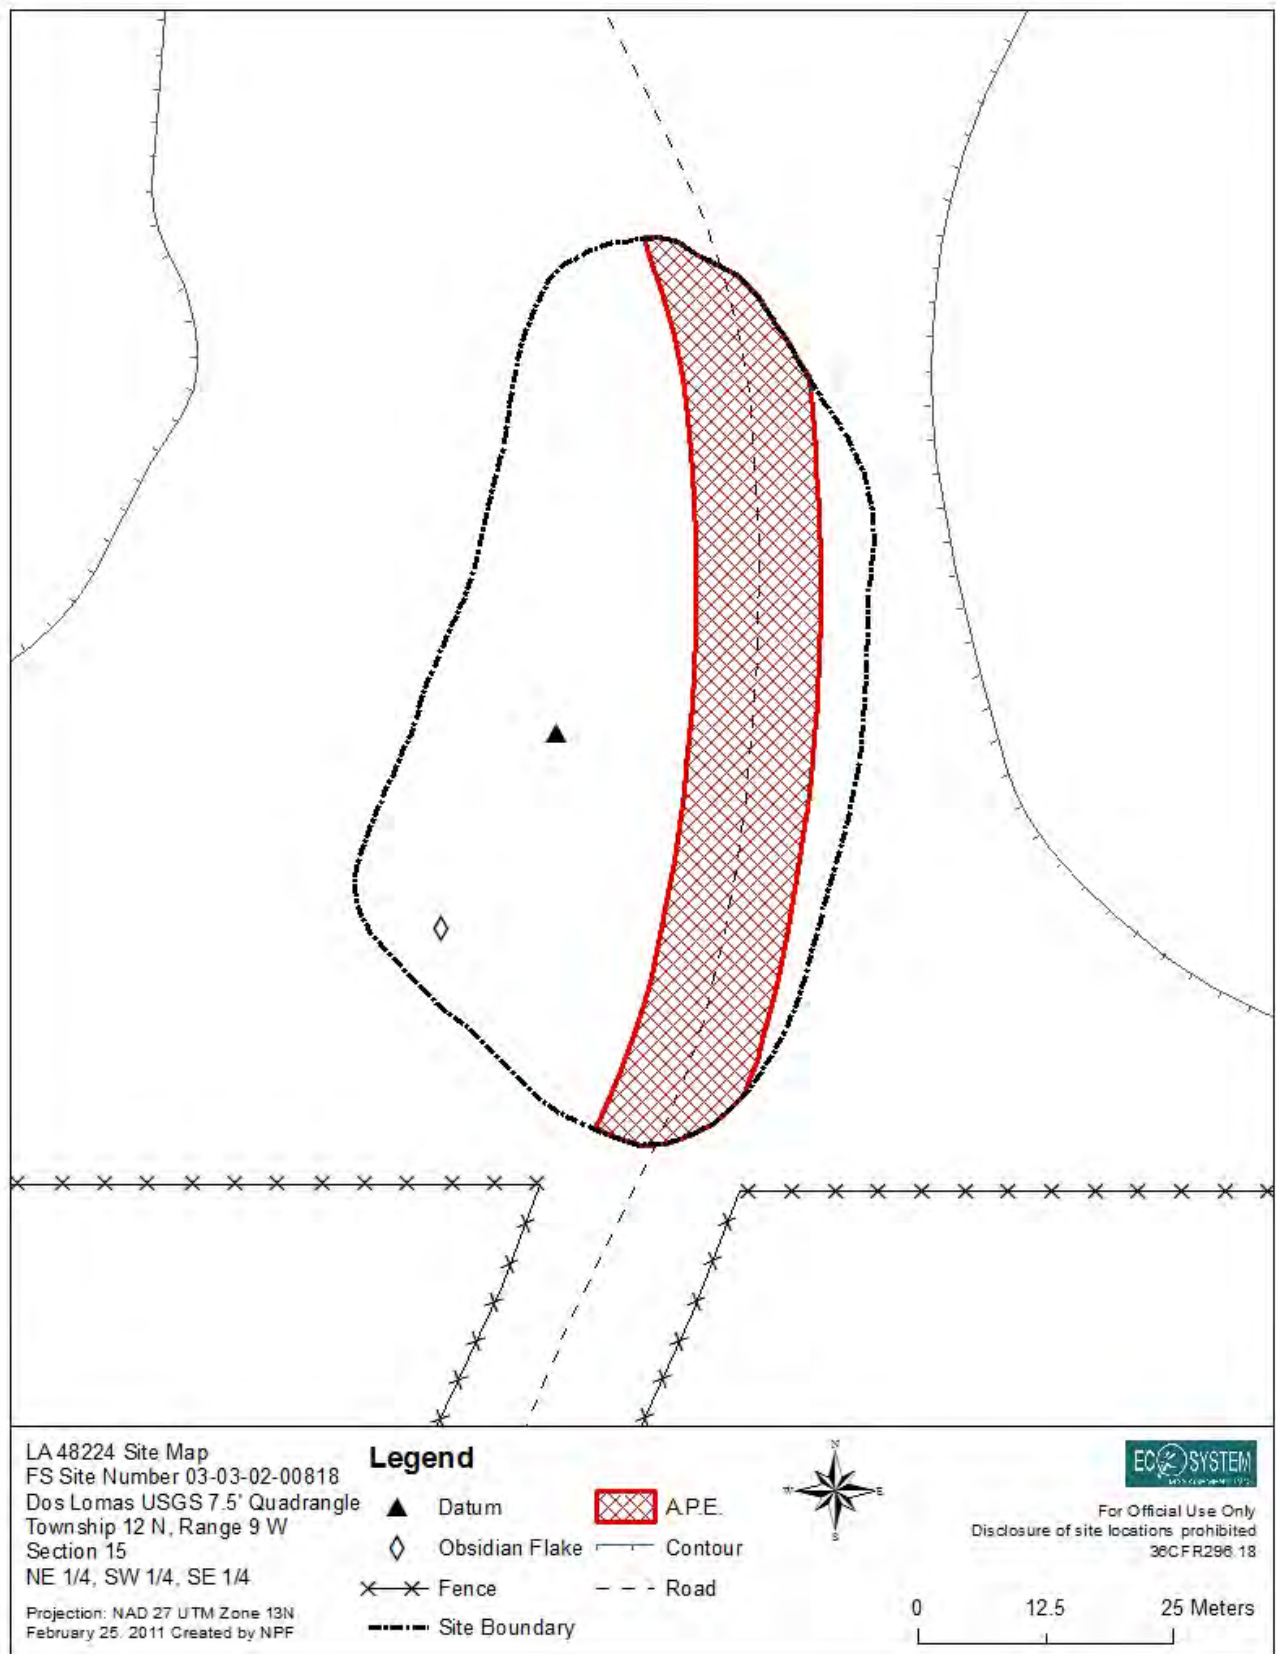 LA 48224 Site Map
FS Site Number 03-03-02-00818
Dos Lomas USGS 7.5' Quadrangle
Township 12 N, Range 9 W
Section 15
NE 1/4, SW 1/4, SE 1/4
Projection: NAD 27 UTM Zone 13N
February 25, 2011 Created by NPF
Legend
Datum
Obsidian Flake
Fence
Site Boundary
A.P.E.
Contour
Road
N
W E
S
ECOSYSTEM
For Official Use Only
Disclosure of site locations prohibited
36CFR296.18
0 12.5 25 Meters